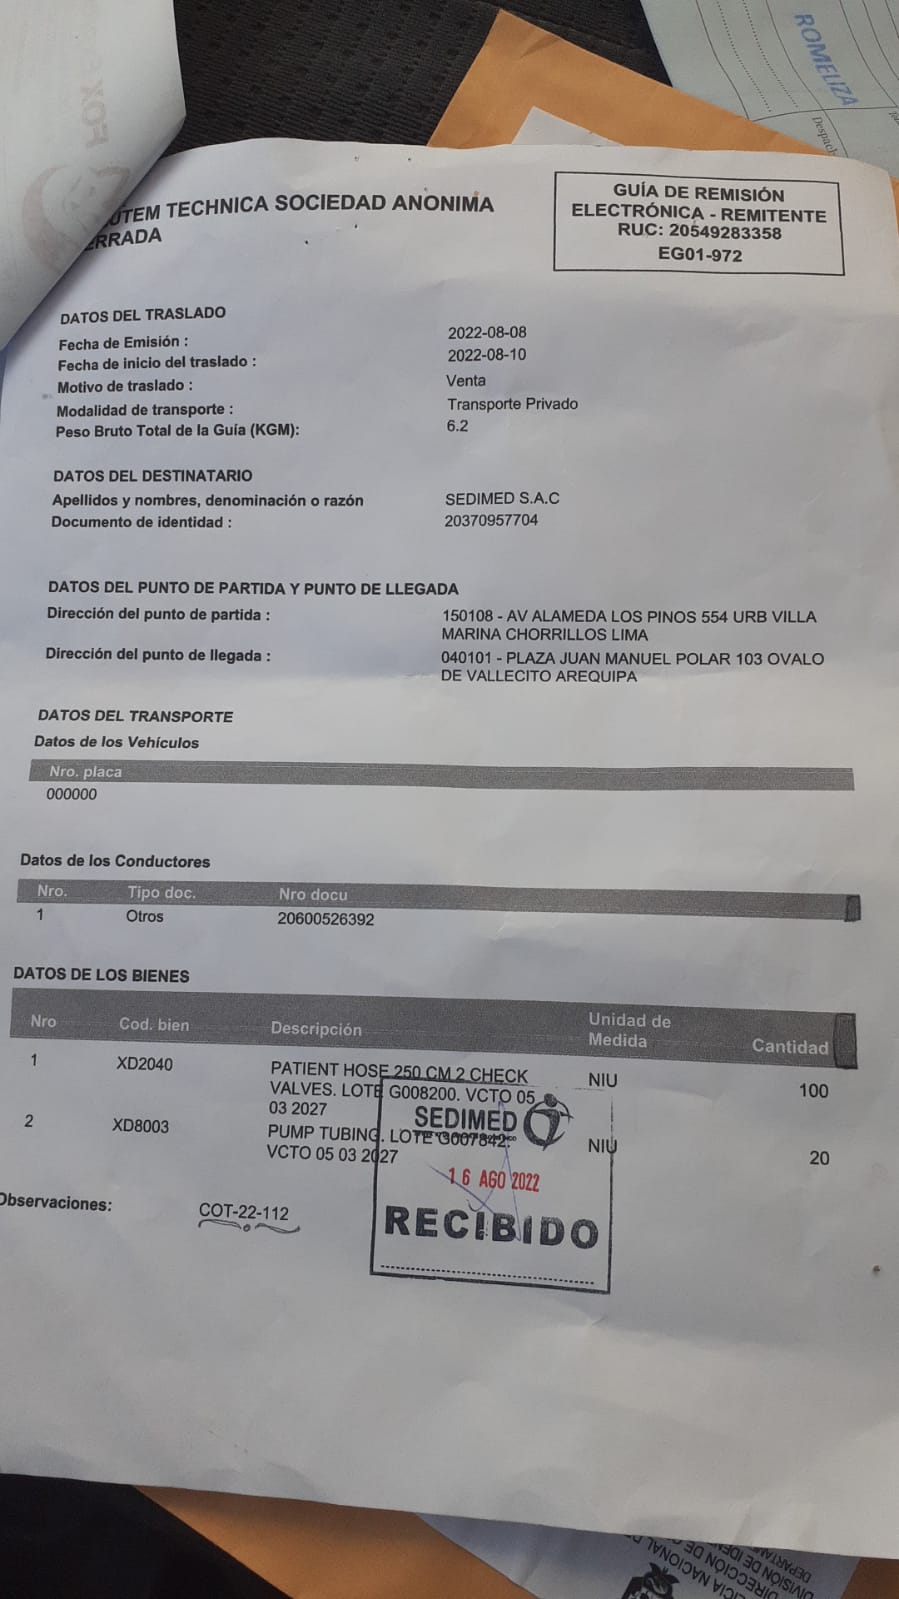 ROMELIZA
Despach
UTEM TECHNICA SOCIEDAD ANONIMA
ERRADA
GUÍA DE REMISIÓN
ELECTRÓNICA - REMITENTE
RUC: 20549283358
EG01-972
DATOS DEL TRASLADO
Fecha de Emisión : 2022-08-08
Fecha de inicio del traslado : 2022-08-10
Motivo de traslado : Venta
Modalidad de transporte : Transporte Privado
Peso Bruto Total de la Guía (KGM): 6.2
DATOS DEL DESTINATARIO
Apellidos y nombres, denominación o razón SEDIMED S.A.C
Documento de identidad : 20370957704
DATOS DEL PUNTO DE PARTIDA Y PUNTO DE LLEGADA
Dirección del punto de partida : 150108 - AV ALAMEDA LOS PINOS 554 URB VILLA
MARINA CHORRILLOS LIMA
Dirección del punto de llegada : 040101 - PLAZA JUAN MANUEL POLAR 103 OVALO
DE VALLECITO AREQUIPA
DATOS DEL TRANSPORTE
Datos de los Vehículos
Nro. placa
000000
Datos de los Conductores
Nro. Tipo doc. Nro docu
1 Otros 20600526392
DATOS DE LOS BIENES
Nro Cod. bien Descripción Unidad de Medida Cantidad
1 XD2040 PATIENT HOSE 250 CM 2 CHECK NIU 100
VALVES. LOTE G008200. VCTO 05
03 2027
2 XD8003 PUMP TUBING. LOTE NIU 20
VCTO 05 03 2027
SEDIMED
16 AGO 2022
RECIBIDO
Observaciones: COT-22-112
DIVISIÓN DE
DIRECCIÓN DE
NACIONAL